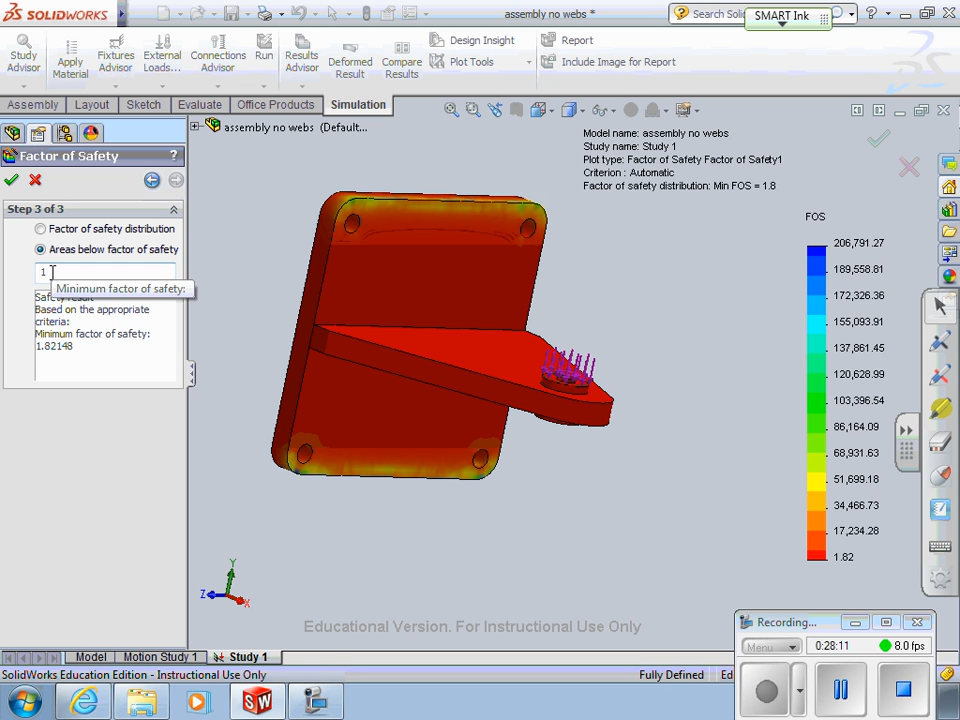 SOLIDWORKS
assembly no webs *
Search Soli
SMART Ink
Study Advisor
Apply Material
Fixtures Advisor
External Loads...
Connections Advisor
Run
Results Advisor
Deformed Result
Compare Results
Design Insight
Plot Tools
Report
Include Image for Report
Assembly
Layout
Sketch
Evaluate
Office Products
Simulation
assembly no webs (Default...
Factor of Safety
?
Step 3 of 3
Factor of safety distribution
Areas below factor of safety
1
Minimum factor of safety:
Safety result
Based on the appropriate
criteria:
Minimum factor of safety:
1.82148
Model name: assembly no webs
Study name: Study 1
Plot type: Factor of Safety Factor of Safety1
Criterion : Automatic
Factor of safety distribution: Min FOS = 1.8
FOS
206,791.27
189,558.81
172,326.36
155,093.91
137,861.45
120,628.99
103,396.54
86,164.09
68,931.63
51,699.18
34,466.73
17,234.28
1.82
Y
Z
X
Educational Version. For Instructional Use Only
Recording...
Menu
0:28:11
8.0 fps
Model
Motion Study 1
Study 1
SolidWorks Education Edition - Instructional Use Only
Fully Defined
Ed